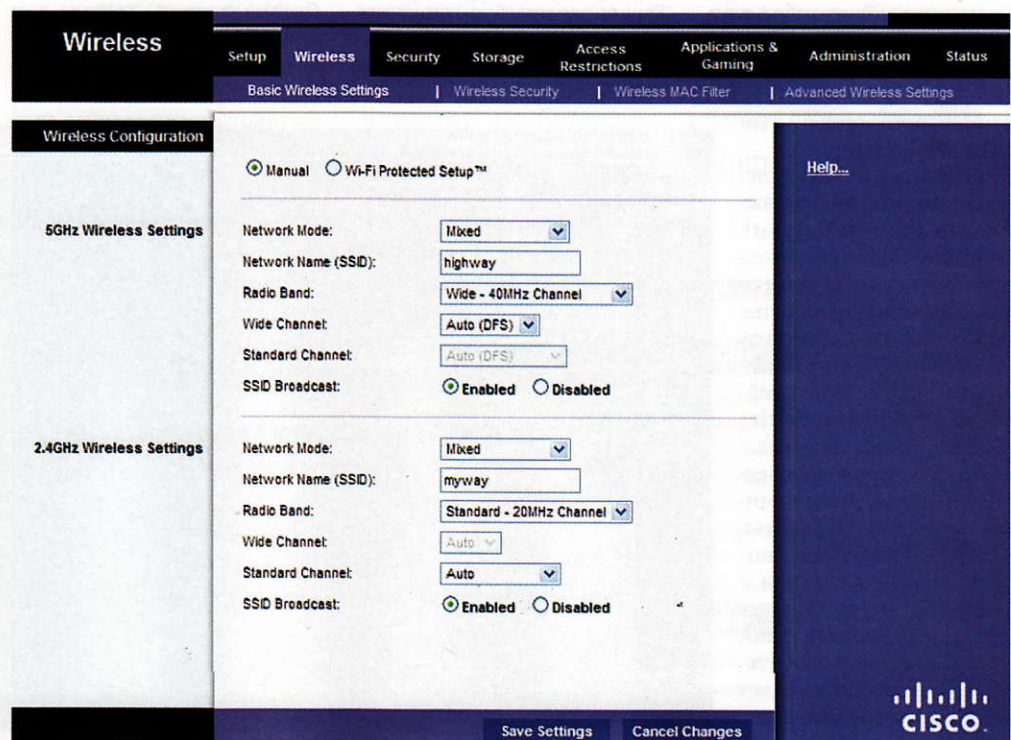 Wireless
Setup Wireless Security Storage Access Restrictions Applications & Gaming Administration Status
Basic Wireless Settings | Wireless Security | Wireless MAC Filter | Advanced Wireless Settings
Wireless Configuration
Manual Wi-Fi Protected Setup™
Help...
5GHz Wireless Settings
Network Mode: Mixed
Network Name (SSID): highway
Radio Band: Wide - 40MHz Channel
Wide Channel: Auto (DFS)
Standard Channel: Auto (DFS)
SSID Broadcast: Enabled Disabled
2.4GHz Wireless Settings
Network Mode: Mixed
Network Name (SSID): myway
Radio Band: Standard - 20MHz Channel
Wide Channel: Auto
Standard Channel: Auto
SSID Broadcast: Enabled Disabled
Save Settings Cancel Changes
CISCO.